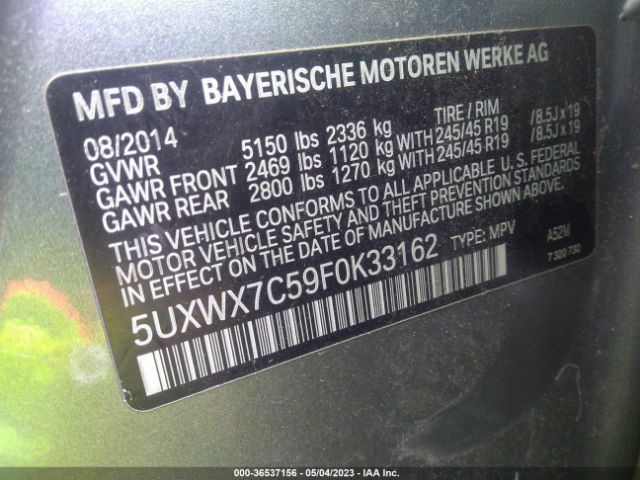 MFD BY BAYERISCHE MOTOREN WERKE AG
08/2014 TIRE / RIM
GVWR 5150 lbs 2336 kg
GAWR FRONT 2469 lbs 1120 kg WITH 245/45 R19 /8.5J x 19
GAWR REAR 2800 lbs 1270 kg WITH 245/45 R19 /8.5J x 19
THIS VEHICLE CONFORMS TO ALL APPLICABLE U. S. FEDERAL
MOTOR VEHICLE SAFETY AND THEFT PREVENTION STANDARDS
IN EFFECT ON THE DATE OF MANUFACTURE SHOWN ABOVE.
5UXWX7C59F0K33162 TYPE: MPV A52M
7 320 730
000-36537156 — 05/04/2023 — IAA Inc.